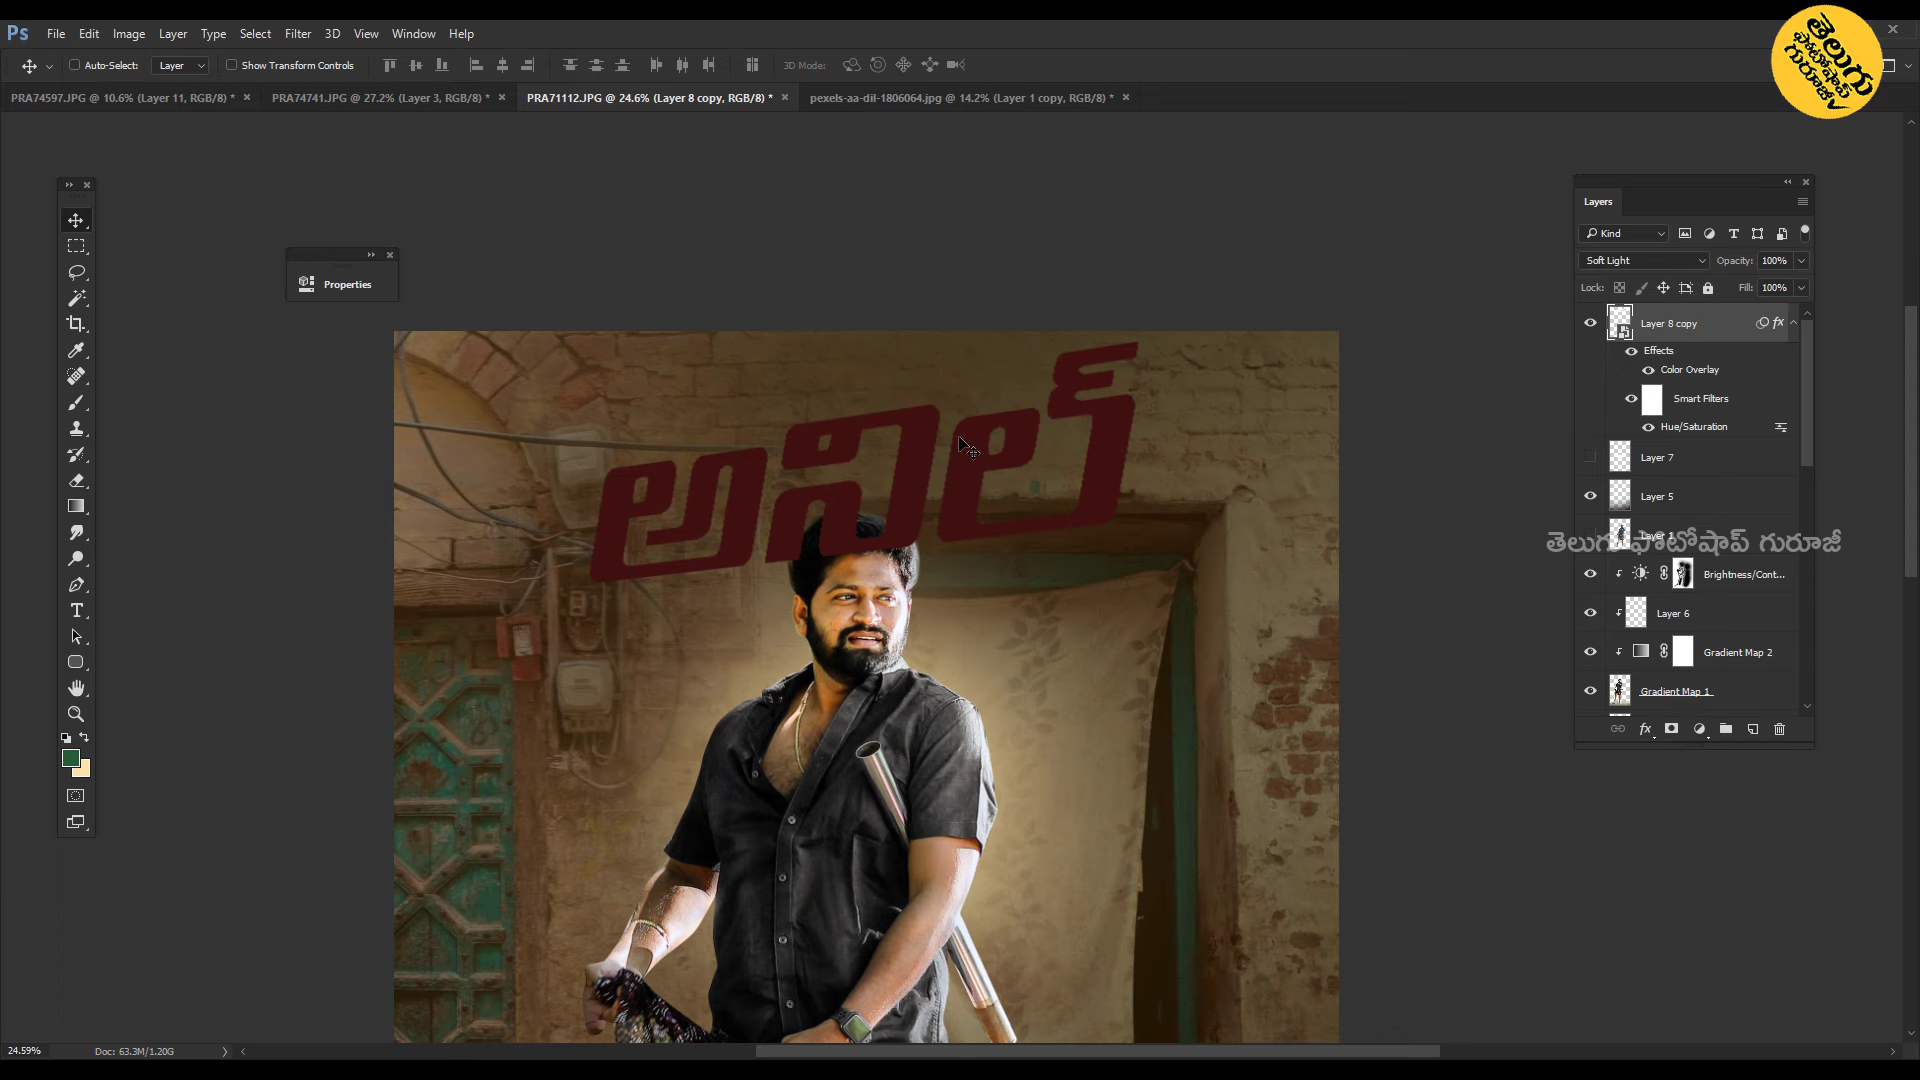 Ps File Edit Image Layer Type Select Filter 3D View Window Help
Auto-Select: Layer Show Transform Controls 3D Mode:
PRA74597.JPG @ 10.6% (Layer 11, RGB/8) * PRA74741.JPG @ 27.2% (Layer 3, RGB/8) * PRA71112.JPG @ 24.6% (Layer 8 copy, RGB/8) * pexels-aa-dil-1806064.jpg @ 14.2% (Layer 1 copy, RGB/8) *
తెలుగు
ఫోటోషాప్
గురూజీ
Properties
అనిల్
Layers
Kind
Soft Light Opacity: 100%
Lock: Fill: 100%
Layer 8 copy fx
Effects
Color Overlay
Smart Filters
Hue/Saturation
Layer 7
Layer 5
Layer 1
తెలుగు ఫోటోషాప్ గురూజీ
Brightness/Cont...
Layer 6
Gradient Map 2
Gradient Map 1
fx
24.59% Doc: 63.3M/1.20G